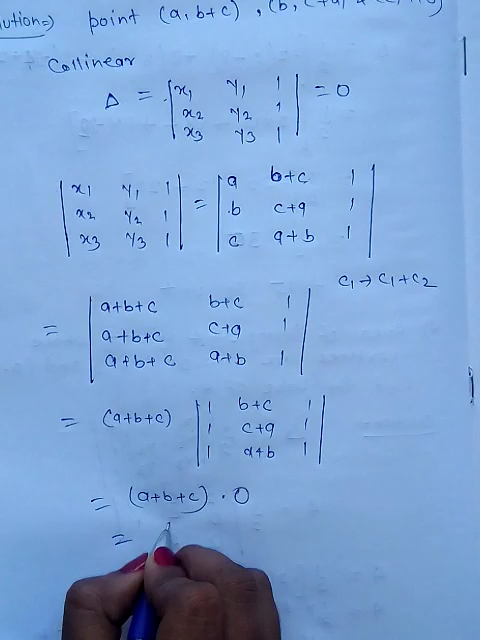 point (a, b+c), (b, c+a)
Collinear
Δ = | x₁ y₁ 1 | = 0
| x₂ y₂ 1 |
| x₃ y₃ 1 |
| x₁ y₁ 1 | = | a b+c 1 |
| x₂ y₂ 1 | | b c+a 1 |
| x₃ y₃ 1 | | c a+b 1 |
C₁ → C₁+C₂
= | a+b+c b+c 1 |
| a+b+c c+a 1 |
| a+b+c a+b 1 |
= (a+b+c) | 1 b+c 1 |
| 1 c+a 1 |
| 1 a+b 1 |
= (a+b+c) . 0
=